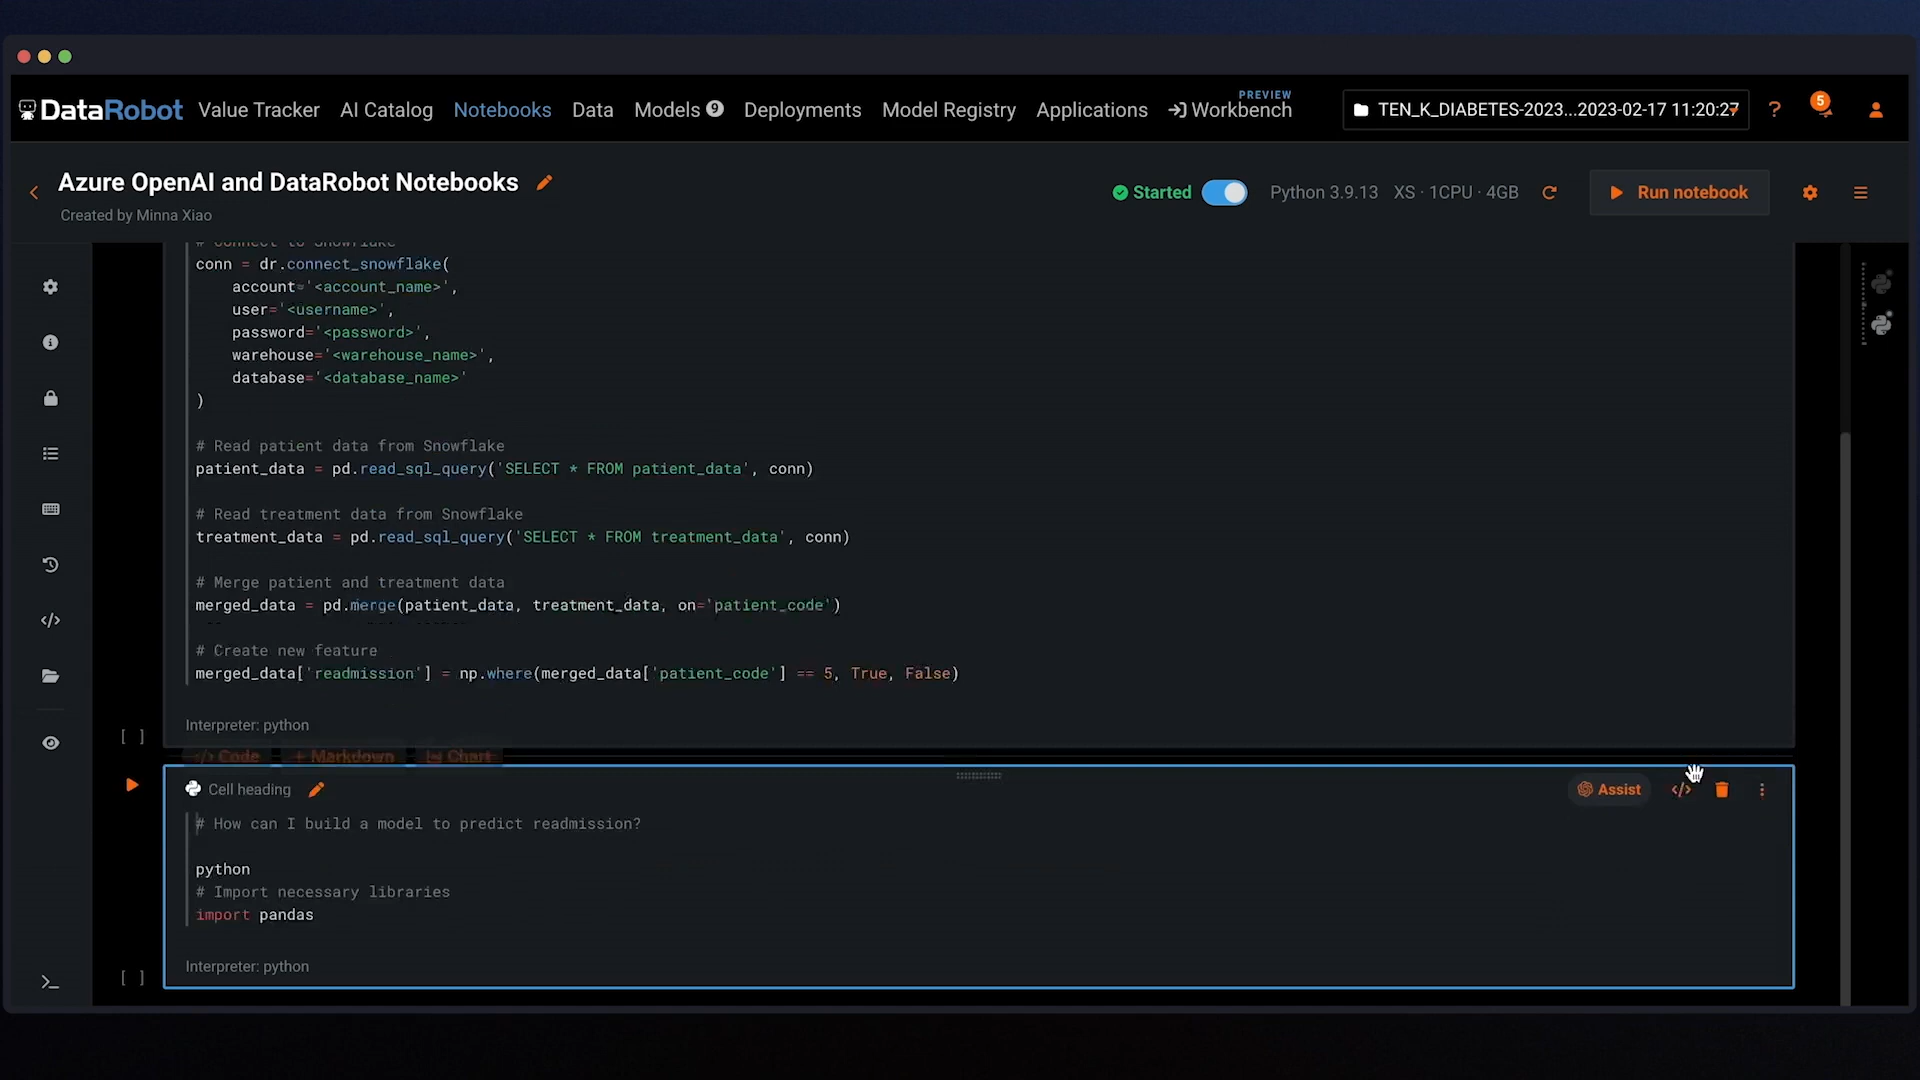 DataRobot
Value Tracker
AI Catalog
Notebooks
Data
Models 9
Deployments
Model Registry
Applications
PREVIEW
Workbench
TEN_K_DIABETES-2023...2023-02-17 11:20:27
?
5
Azure OpenAI and DataRobot Notebooks
Created by Minna Xiao
Started
Python 3.9.13
XS · 1CPU · 4GB
Run notebook
# Connect to Snowflake
conn = dr.connect_snowflake(
    account='<account_name>',
    user='<username>',
    password='<password>',
    warehouse='<warehouse_name>',
    database='<database_name>'
)
# Read patient data from Snowflake
patient_data = pd.read_sql_query('SELECT * FROM patient_data', conn)
# Read treatment data from Snowflake
treatment_data = pd.read_sql_query('SELECT * FROM treatment_data', conn)
# Merge patient and treatment data
merged_data = pd.merge(patient_data, treatment_data, on='patient_code')
# Create new feature
merged_data['readmission'] = np.where(merged_data['patient_code'] == 5, True, False)
Interpreter: python
[ ]
</> Code
+ Markdown
Chart
Cell heading
Assist
</>
# How can I build a model to predict readmission?
python
# Import necessary libraries
import pandas
Interpreter: python
[ ]